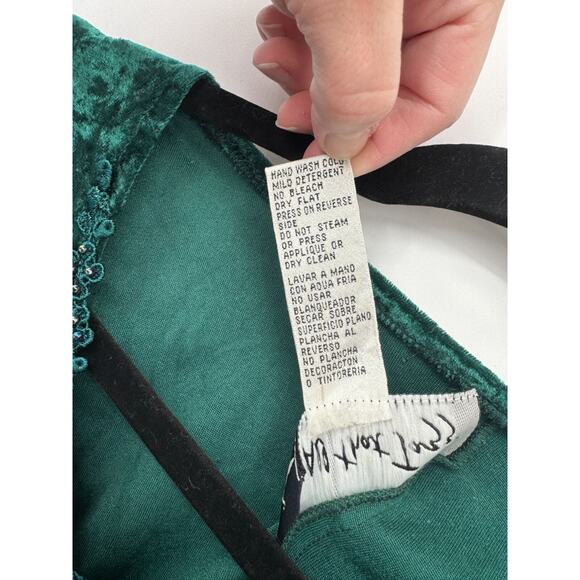 HAND WASH COLD
MILD DETERGENT
NO BLEACH
DRY FLAT
PRESS ON REVERSE
SIDE
DO NOT STEAM
OR PRESS
APPLIQUE OR
DRY CLEAN
LAVAR A MANO
CON AQUA FRIA
NO USAR
BLANQUEADOR
SECAR SOBRE
SUPERFICIO PLANO
PLANCHA AL
REVERSO
NO PLANCHA
DECORACTON
O TINTORERIA